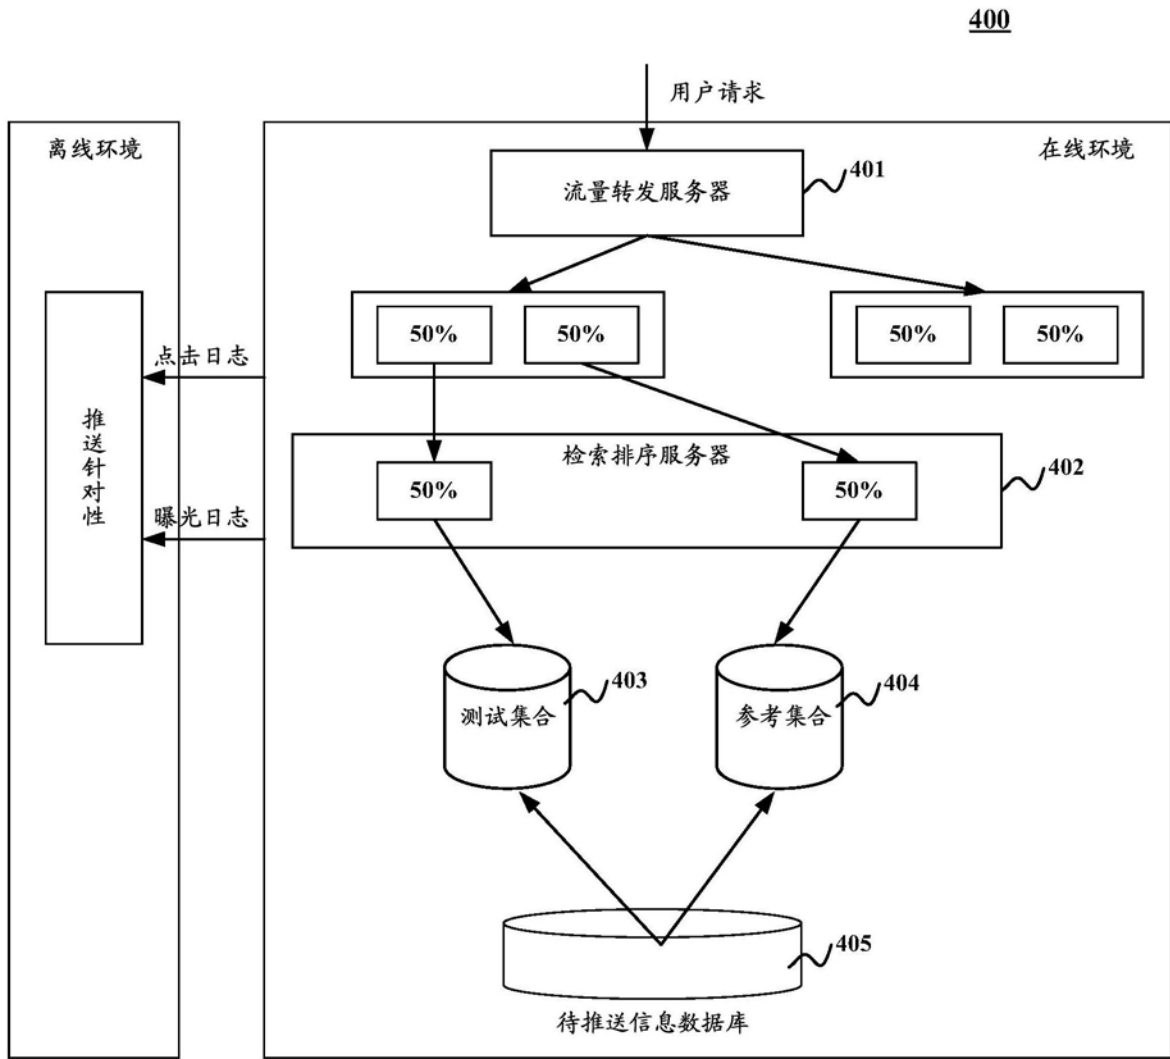 400
用户请求
离线环境
在线环境
流量转发服务器
401
50%
50%
50%
50%
点击日志
推送针对性
曝光日志
检索排序服务器
402
50%
50%
403
测试集合
404
参考集合
405
待推送信息数据库